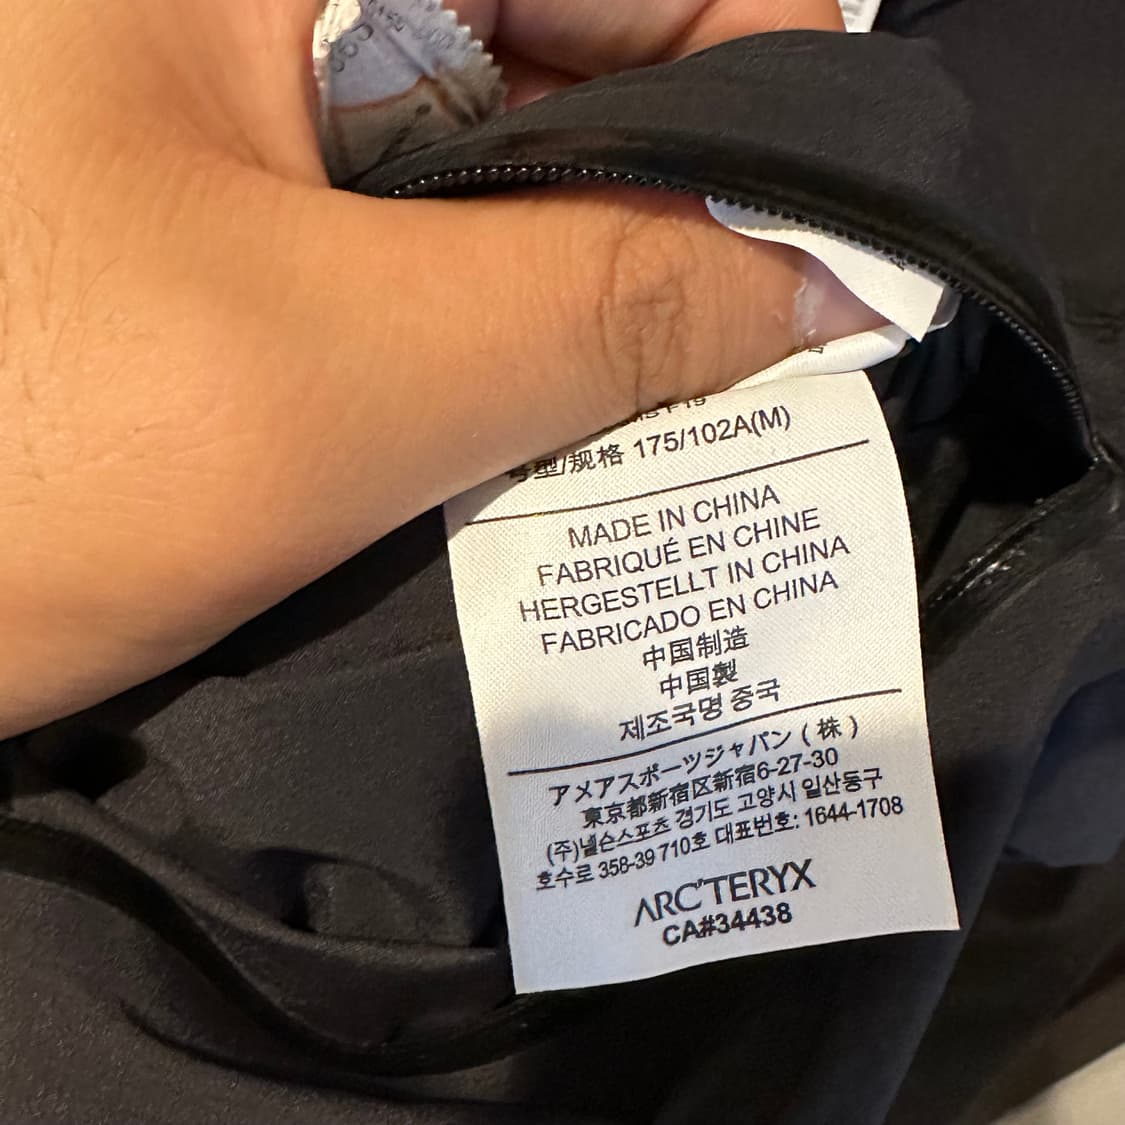 号型/规格 175/102A(M)
MADE IN CHINA
FABRIQUÉ EN CHINE
HERGESTELLT IN CHINA
FABRICADO EN CHINA
中国制造
中国製
제조국명 중국
アメアスポーツジャパン ( 株 )
東京都新宿区新宿6-27-30
(주)넬슨스포츠 경기도 고양시 일산동구
호수로 358-39 710호 대표번호: 1644-1708
ARC'TERYX
CA#34438